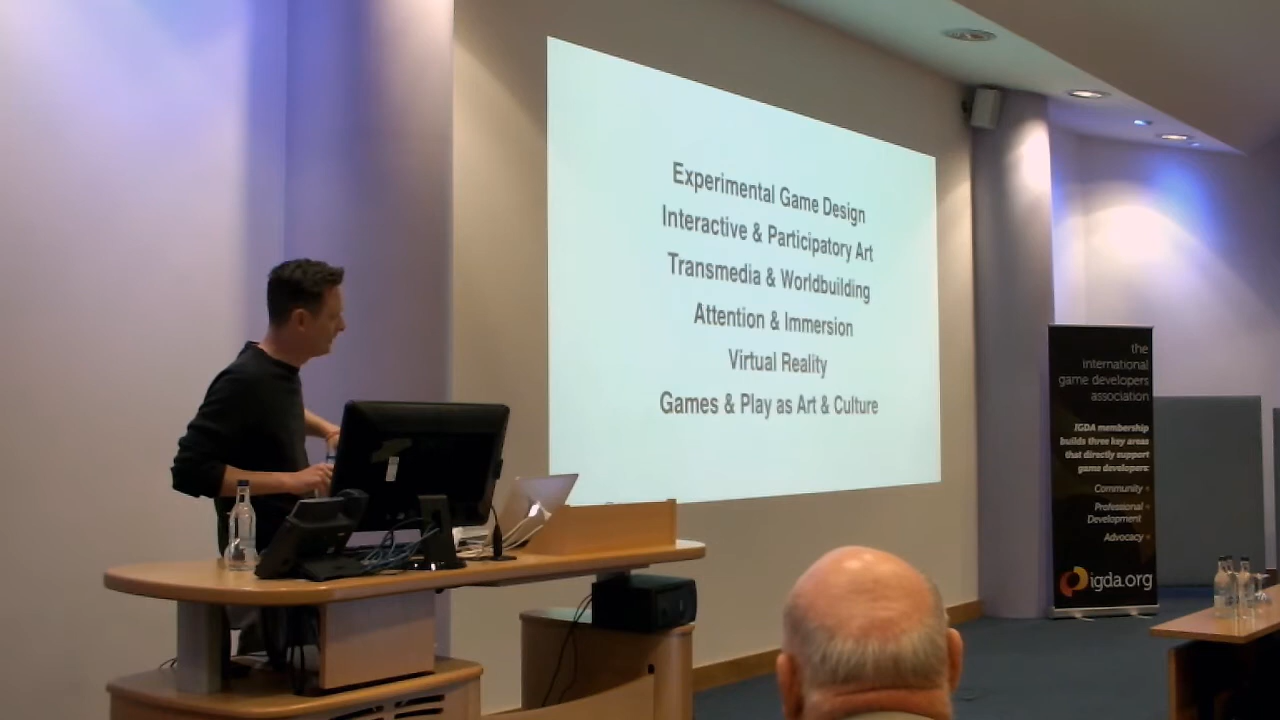 Experimental Game Design
Interactive & Participatory Art
Transmedia & Worldbuilding
Attention & Immersion
Virtual Reality
Games & Play as Art & Culture
the
international
game developers
association
IGDA membership
builds three key areas
that directly support
game developers:
Community
Professional
Development
Advocacy
igda.org